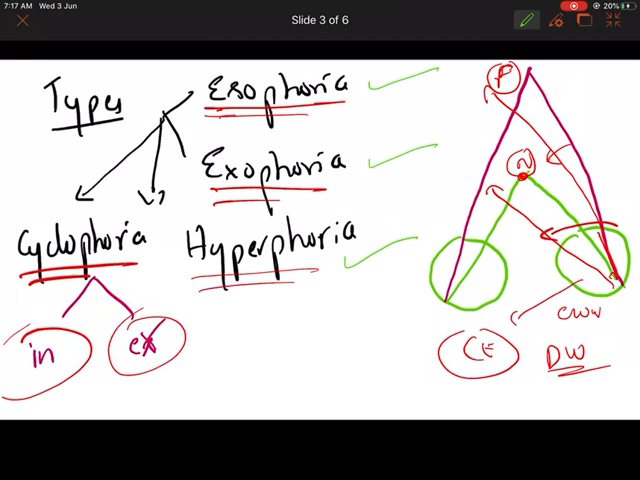 7:17 AM Wed 3 Jun
20%
Slide 3 of 6
Types
Esophoria
Exophoria
Hyperphoria
Cyclophoria
in
ex
P
N
CE
DW